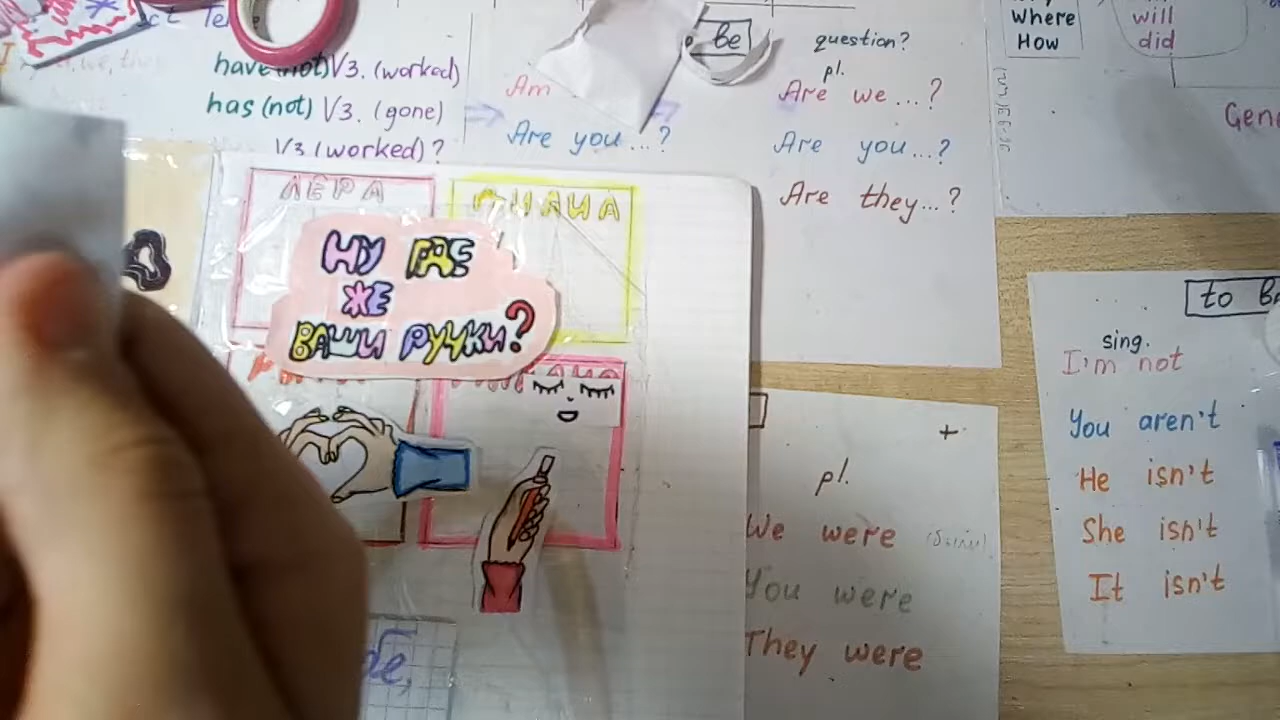 have (not) V3. (worked)
has (not) V3. (gone)
V3 (worked) ?
be
question?
Am
pl.
Are we...?
Are you...?
Are you...?
Are they...?
Where
How
will
did
ЛЕРА
НУ ГДЕ
ЖЕ
ВАШИ РУЧКИ?
+
pl.
We were
You were
They were
to
sing.
I'm not
You aren't
He isn't
She isn't
It isn't